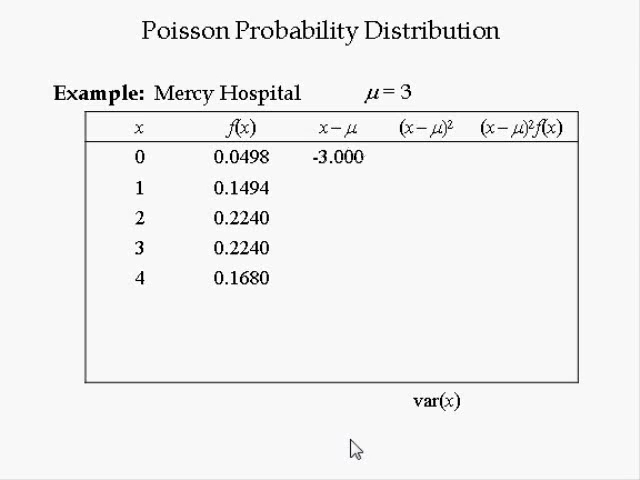 Poisson Probability Distribution
Example: Mercy Hospital μ = 3
x f(x) x – μ (x – μ)² (x – μ)²f(x)
0 0.0498 -3.000
1 0.1494
2 0.2240
3 0.2240
4 0.1680
var(x)